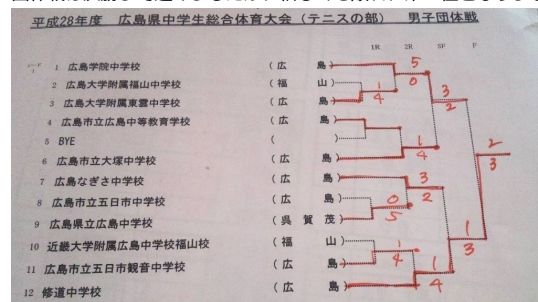 平成28年度 広島県中学生総合体育大会(テニスの部) 男子団体戦
1R 2R SF F
1 広島学院中学校 (広 島)
2 広島大学附属福山中学校 (福 山)
3 広島大学附属東雲中学校 (広 島)
4 広島市立広島中等教育学校 (広 島)
5 BYE ( )
6 広島市立大塚中学校 (広 島)
7 広島なぎさ中学校 (広 島)
8 広島市立五日市中学校 (広 島)
9 広島県立広島中学校 (呉 賀 茂)
10 近畿大学附属広島中学校福山校 (福 山)
11 広島市立五日市観音中学校 (広 島)
12 修道中学校 (広 島)
5
0
1
4
3
2
1
4
2
3
3
2
0
5
1
3
1
4
1
4